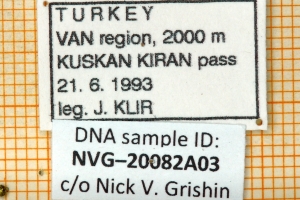 TURKEY
VAN region, 2000 m
KUSKAN KIRAN pass
21. 6. 1993
leg. J. KLIR
DNA sample ID:
NVG–20082A03
c/o Nick V. Grishin